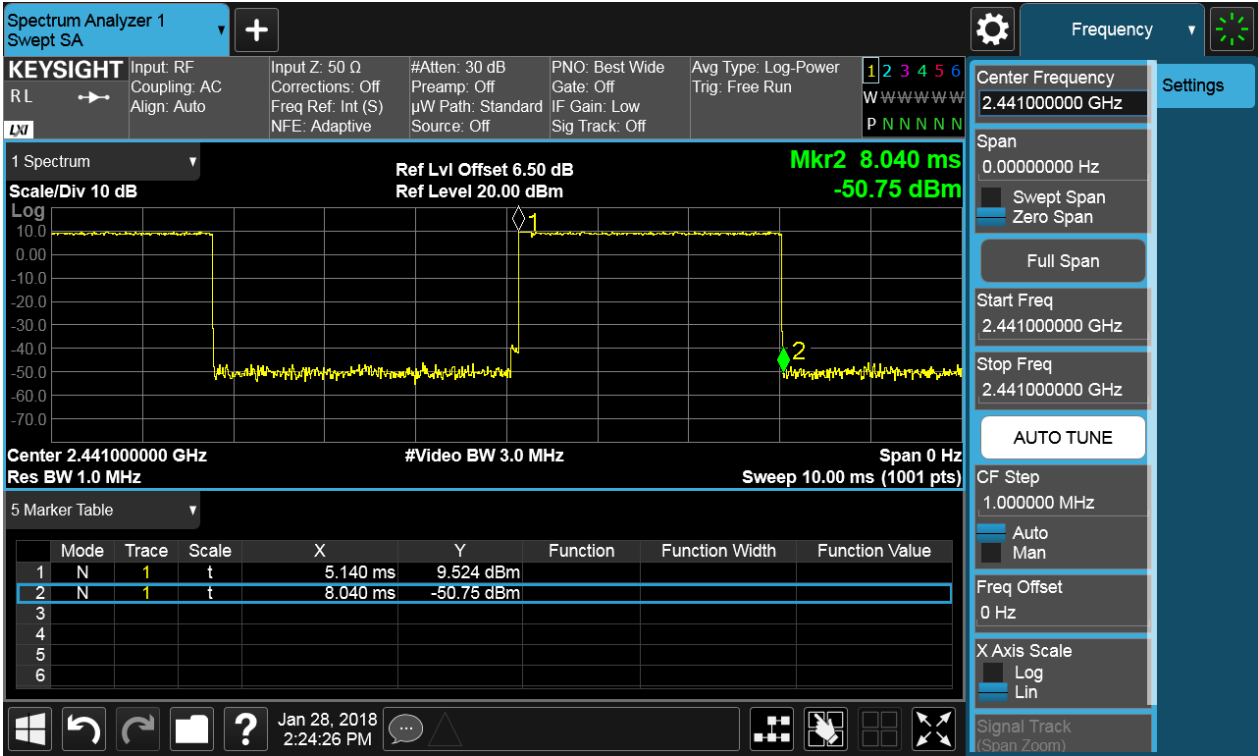 Spectrum Analyzer 1
Swept SA
+
Frequency
KEYSIGHT
R L
LXI
Input: RF
Coupling: AC
Align: Auto
Input Z: 50 Ω
Corrections: Off
Freq Ref: Int (S)
NFE: Adaptive
#Atten: 30 dB
Preamp: Off
µW Path: Standard
Source: Off
PNO: Best Wide
Gate: Off
IF Gain: Low
Sig Track: Off
Avg Type: Log-Power
Trig: Free Run
1 2 3 4 5 6
W W W W W W
P N N N N N
1 Spectrum
Scale/Div 10 dB
Ref Lvl Offset 6.50 dB
Ref Level 20.00 dBm
Mkr2 8.040 ms
-50.75 dBm
Log
10.0
0.00
-10.0
-20.0
-30.0
-40.0
-50.0
-60.0
-70.0
1
2
Center 2.441000000 GHz
#Video BW 3.0 MHz
Span 0 Hz
Res BW 1.0 MHz
Sweep 10.00 ms (1001 pts)
5 Marker Table
Mode Trace Scale X Y Function Function Width Function Value
1 N 1 t 5.140 ms 9.524 dBm
2 N 1 t 8.040 ms -50.75 dBm
3
4
5
6
?
Jan 28, 2018
2:24:26 PM
Center Frequency
2.441000000 GHz
Settings
Span
0.00000000 Hz
Swept Span
Zero Span
Full Span
Start Freq
2.441000000 GHz
Stop Freq
2.441000000 GHz
AUTO TUNE
CF Step
1.000000 MHz
Auto
Man
Freq Offset
0 Hz
X Axis Scale
Log
Lin
Signal Track
(Span Zoom)